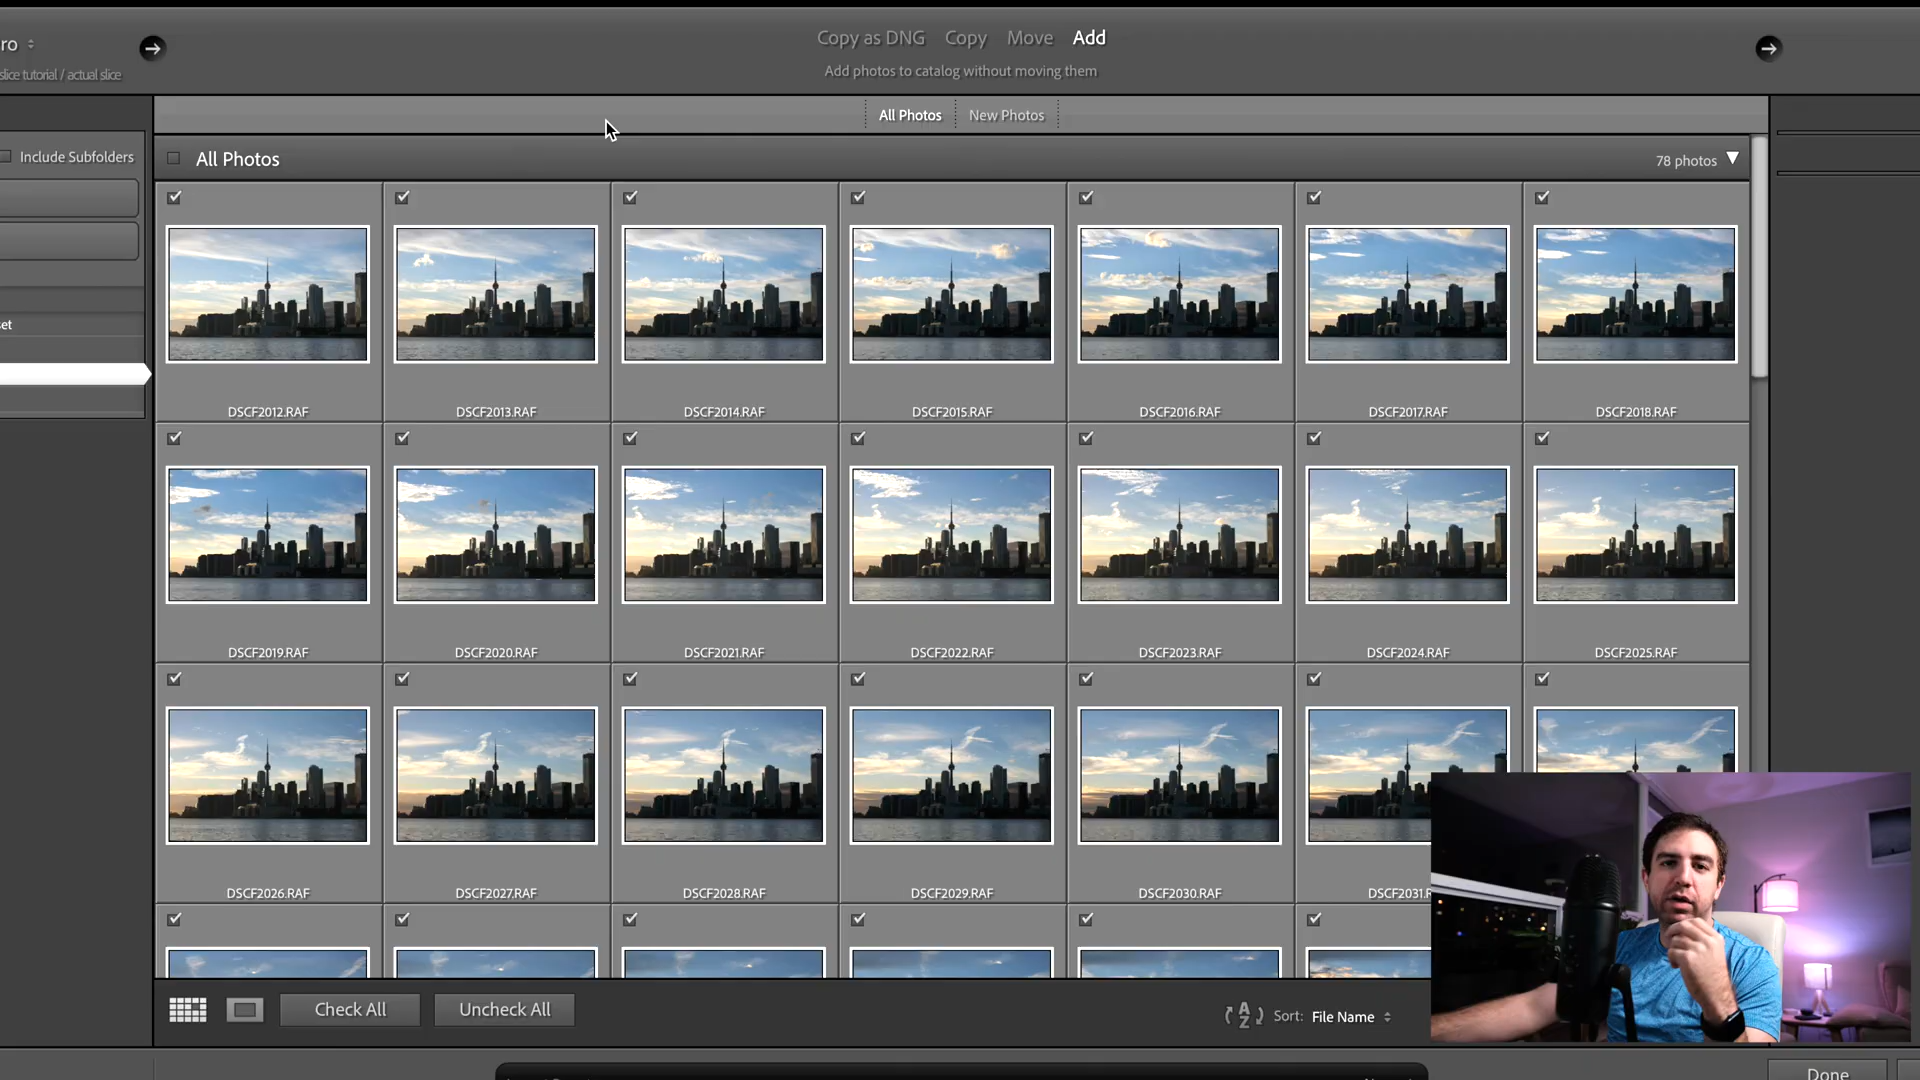 ro
Copy as DNG Copy Move Add
slice tutorial / actual slice
Add photos to catalog without moving them
All Photos New Photos
Include Subfolders
All Photos
78 photos
DSCF2012.RAF DSCF2013.RAF DSCF2014.RAF DSCF2015.RAF DSCF2016.RAF DSCF2017.RAF DSCF2018.RAF
set
DSCF2019.RAF DSCF2020.RAF DSCF2021.RAF DSCF2022.RAF DSCF2023.RAF DSCF2024.RAF DSCF2025.RAF
DSCF2026.RAF DSCF2027.RAF DSCF2028.RAF DSCF2029.RAF DSCF2030.RAF DSCF2031.R
Check All Uncheck All
Sort: File Name
Done